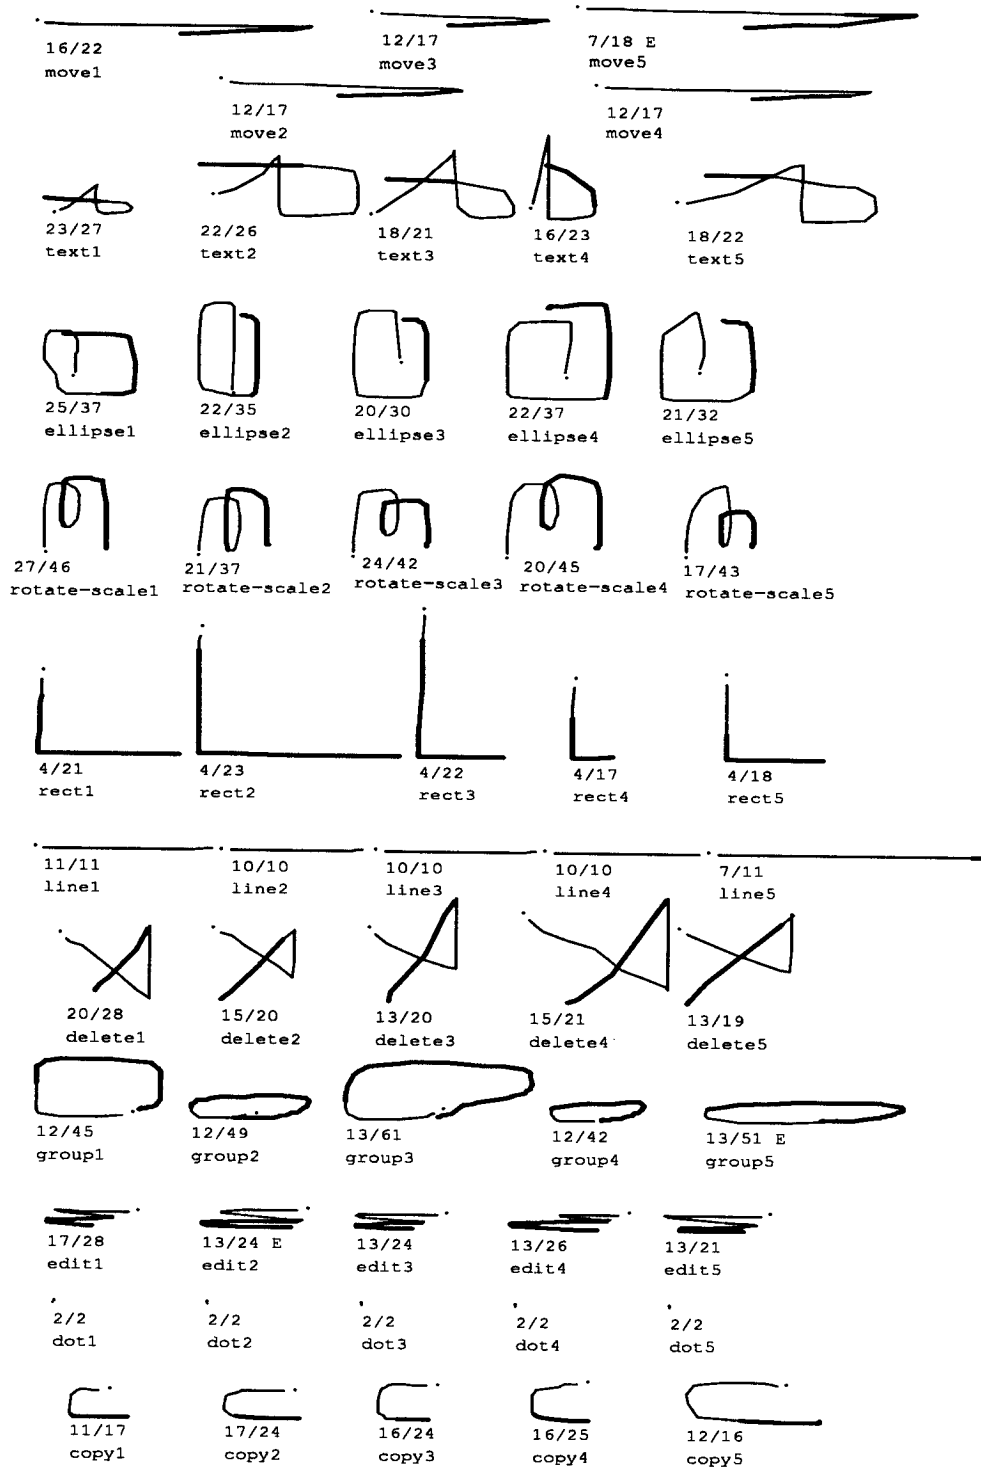 16/22
move1
12/17
move3
7/18 E
move5
12/17
move2
12/17
move4
23/27
text1
22/26
text2
18/21
text3
16/23
text4
18/22
text5
25/37
ellipse1
22/35
ellipse2
20/30
ellipse3
22/37
ellipse4
21/32
ellipse5
27/46
rotate-scale1
21/37
rotate-scale2
24/42
rotate-scale3
20/45
rotate-scale4
17/43
rotate-scale5
4/21
rect1
4/23
rect2
4/22
rect3
4/17
rect4
4/18
rect5
11/11
line1
10/10
line2
10/10
line3
10/10
line4
7/11
line5
20/28
delete1
15/20
delete2
13/20
delete3
15/21
delete4
13/19
delete5
12/45
group1
12/49
group2
13/61
group3
12/42
group4
13/51 E
group5
17/28
edit1
13/24 E
edit2
13/24
edit3
13/26
edit4
13/21
edit5
2/2
dot1
2/2
dot2
2/2
dot3
2/2
dot4
2/2
dot5
11/17
copy1
17/24
copy2
16/24
copy3
16/25
copy4
12/16
copy5